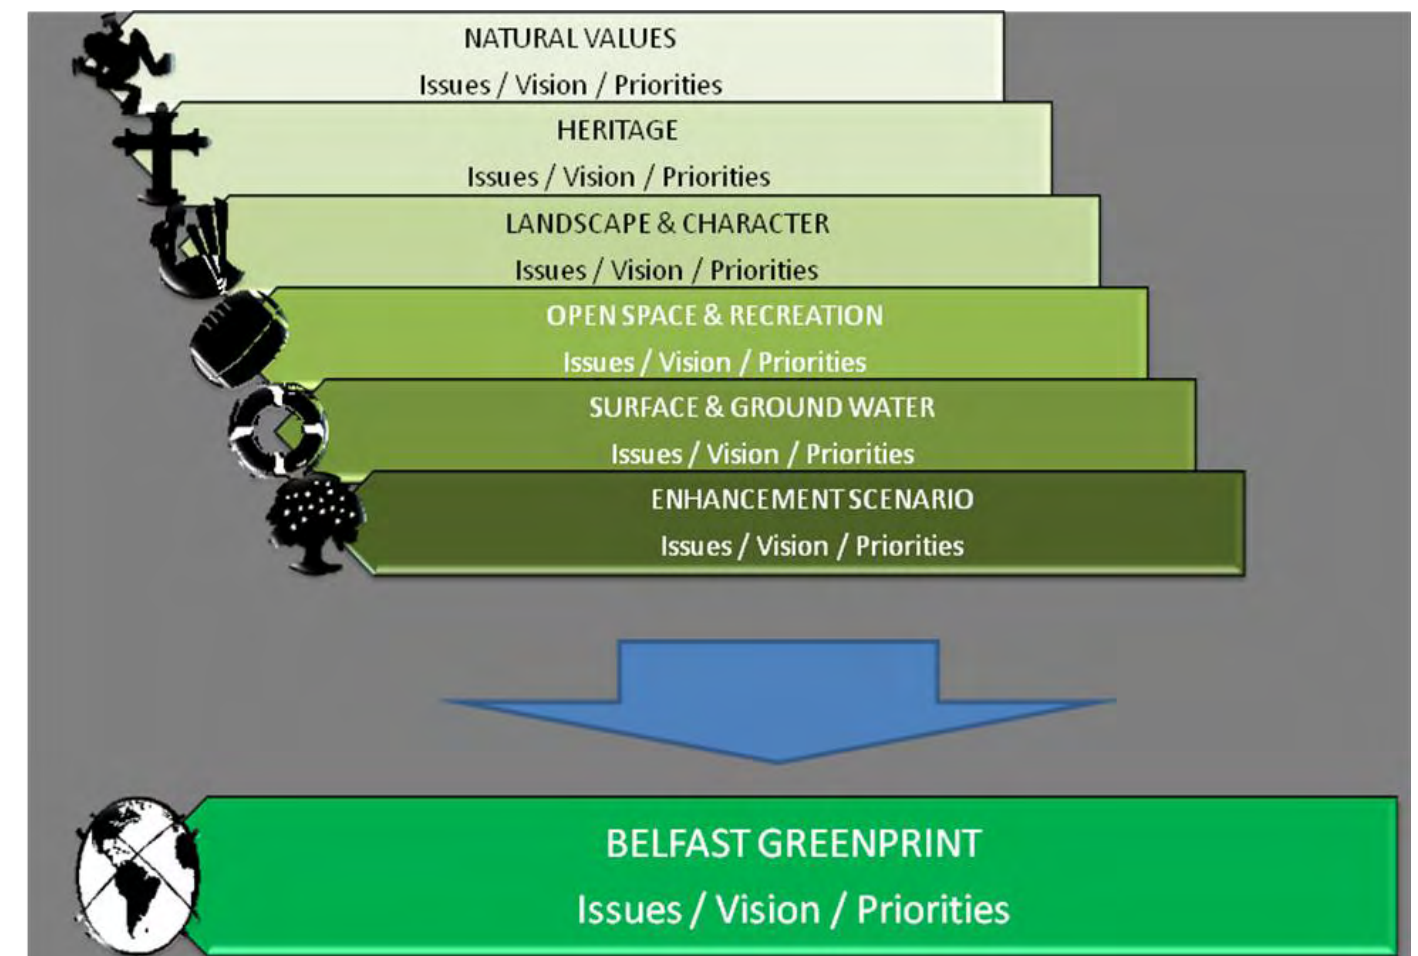 NATURAL VALUES
Issues / Vision / Priorities
HERITAGE
Issues / Vision / Priorities
LANDSCAPE & CHARACTER
Issues / Vision / Priorities
OPEN SPACE & RECREATION
Issues / Vision / Priorities
SURFACE & GROUND WATER
Issues / Vision / Priorities
ENHANCEMENT SCENARIO
Issues / Vision / Priorities
BELFAST GREENPRINT
Issues / Vision / Priorities